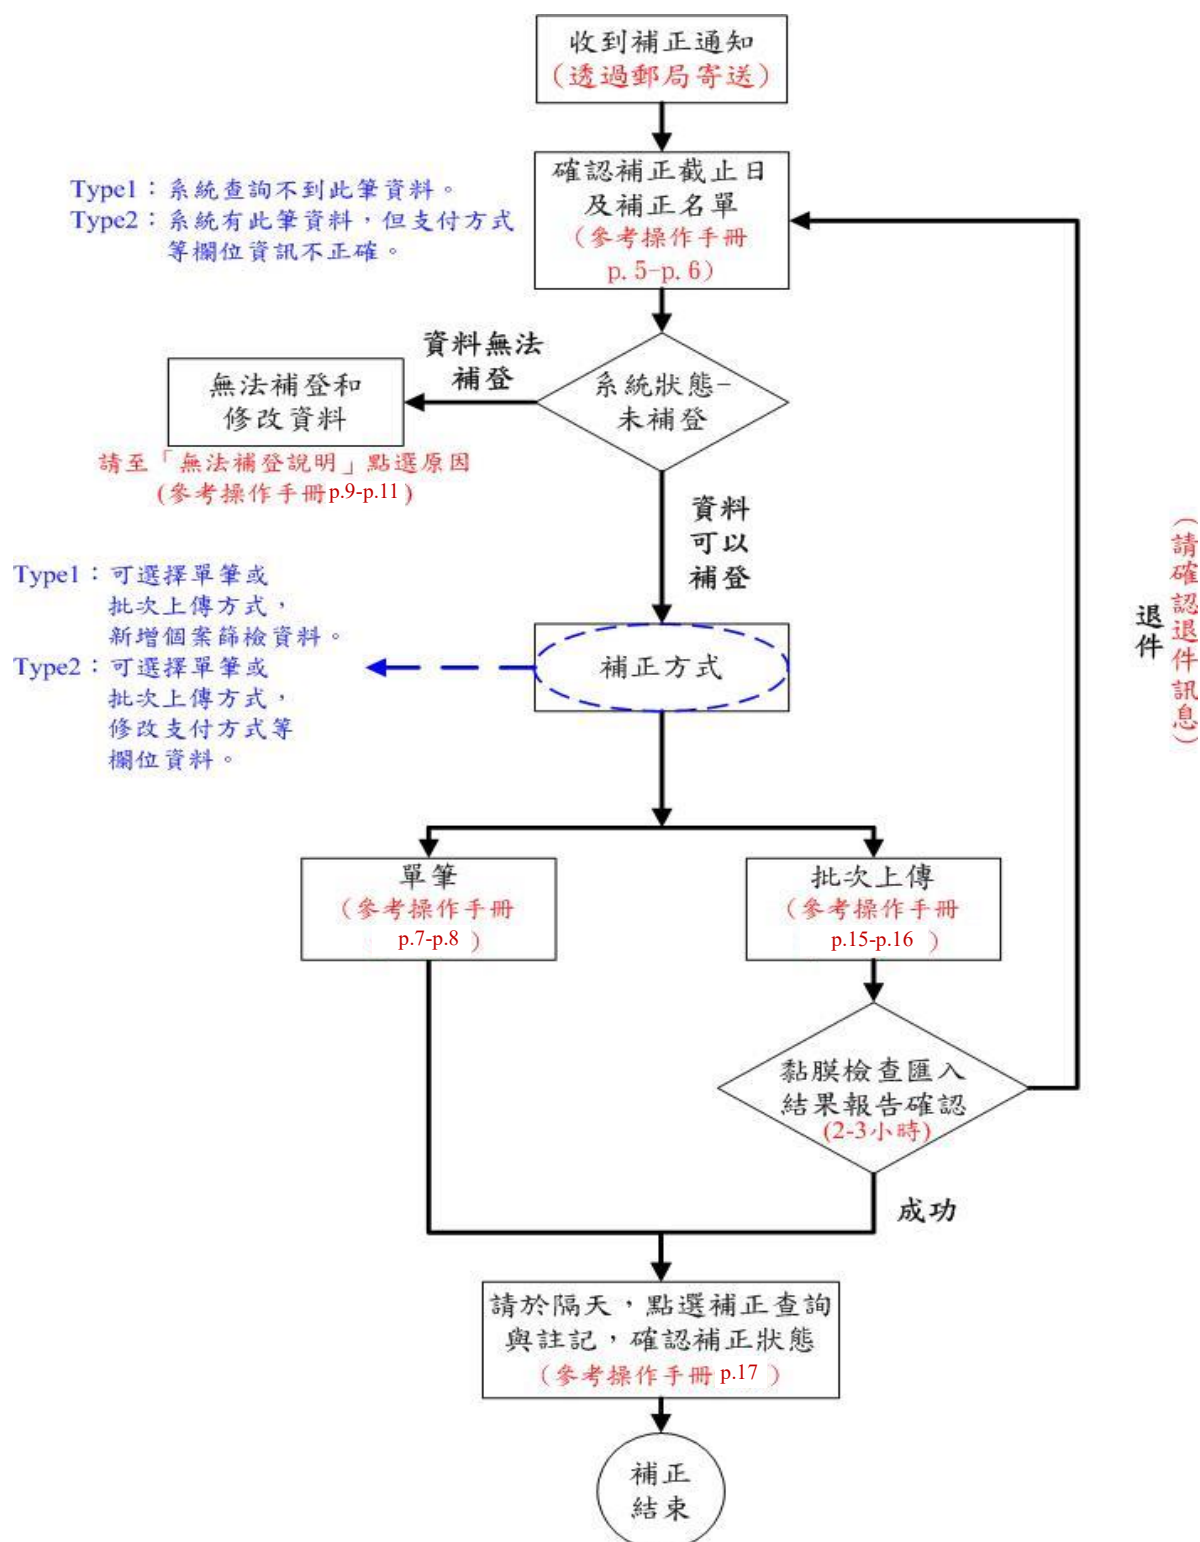 收到補正通知
（透過郵局寄送）
Type1：系統查詢不到此筆資料。
Type2：系統有此筆資料，但支付方式
等欄位資訊不正確。
確認補正截止日
及補正名單
（參考操作手冊
p. 5-p. 6）
資料無法
補登
無法補登和
修改資料
系統狀態-
未補登
請至「無法補登說明」點選原因
(參考操作手冊p.9-p.11)
資料
可以
補登
Type1：可選擇單筆或
批次上傳方式，
新增個案篩檢資料。
Type2：可選擇單筆或
批次上傳方式，
修改支付方式等
欄位資料。
補正方式
退件
（請確認退件訊息）
單筆
（參考操作手冊
p.7-p.8 ）
批次上傳
（參考操作手冊
p.15-p.16 ）
黏膜檢查匯入
結果報告確認
(2-3小時)
成功
請於隔天，點選補正查詢
與註記，確認補正狀態
（參考操作手冊 p.17 ）
補正
結束